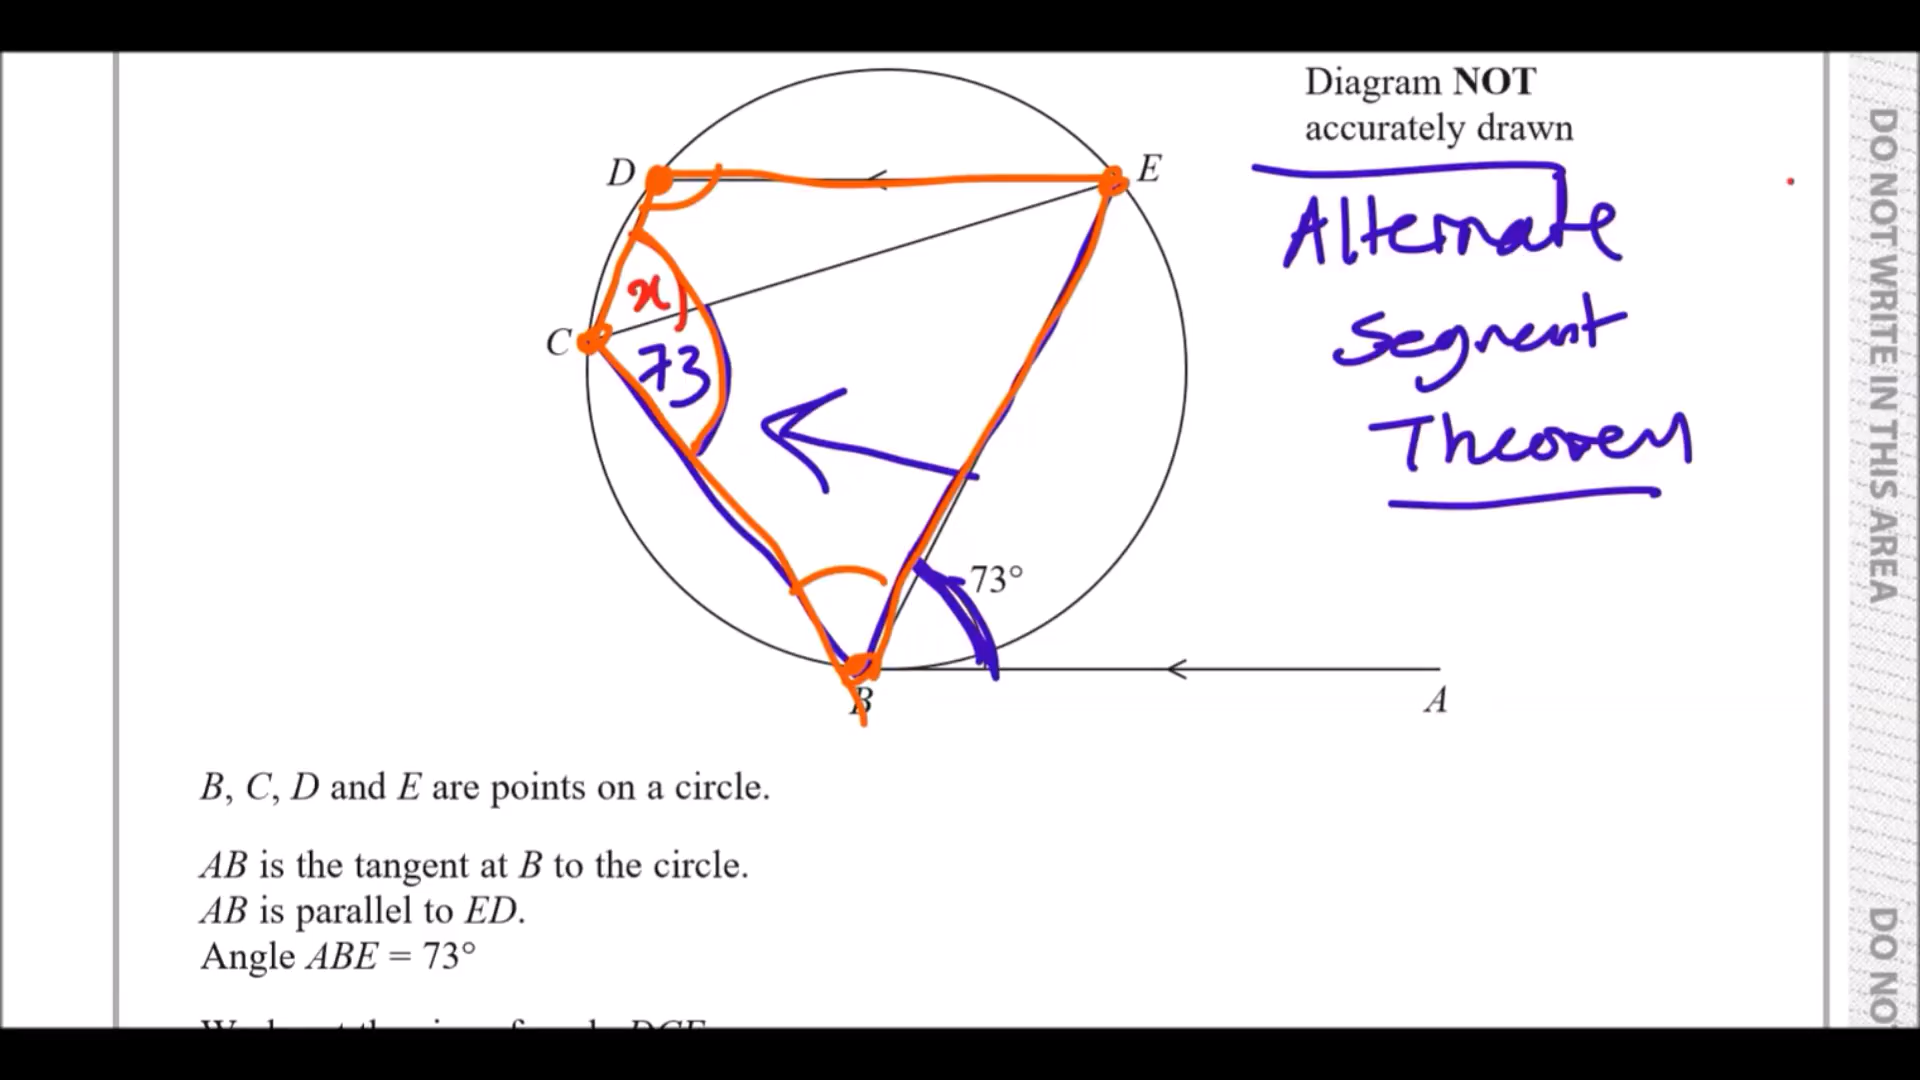 Diagram NOT
accurately drawn
D
E
Alternate
Segment
Theorem
x
C
73
73°
B
A
B, C, D and E are points on a circle.
AB is the tangent at B to the circle.
AB is parallel to ED.
Angle ABE = 73°
DO NOT WRITE IN THIS AREA
DO NO